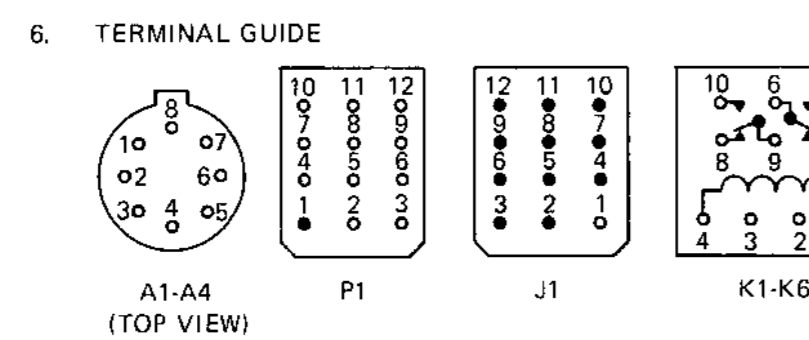 6. TERMINAL GUIDE
8
1 7
2 6
3 4 5
A1-A4
(TOP VIEW)
10 11 12
7 8 9
4 5 6
1 2 3
P1
12 11 10
9 8 7
6 5 4
3 2 1
J1
10 6
8 9
4 3 2
K1-K6